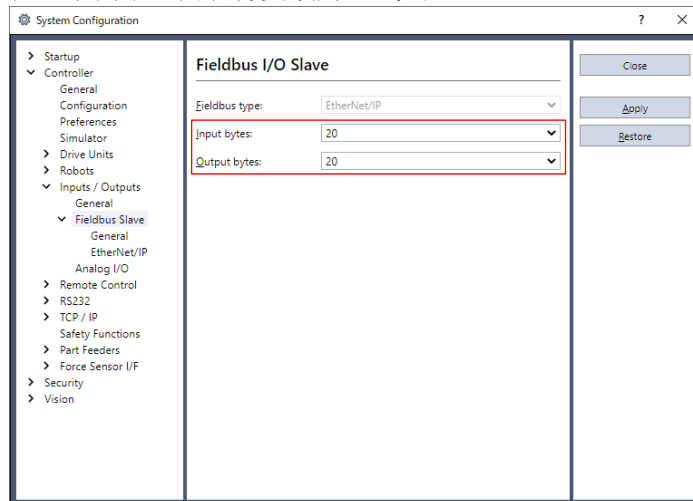 System Configuration
?
Startup
Controller
General
Configuration
Preferences
Simulator
Drive Units
Robots
Inputs / Outputs
General
Fieldbus Slave
General
EtherNet/IP
Analog I/O
Remote Control
RS232
TCP / IP
Safety Functions
Part Feeders
Force Sensor I/F
Security
Vision
Fieldbus I/O Slave
Fieldbus type: EtherNet/IP
Input bytes: 20
Output bytes: 20
Close
Apply
Restore